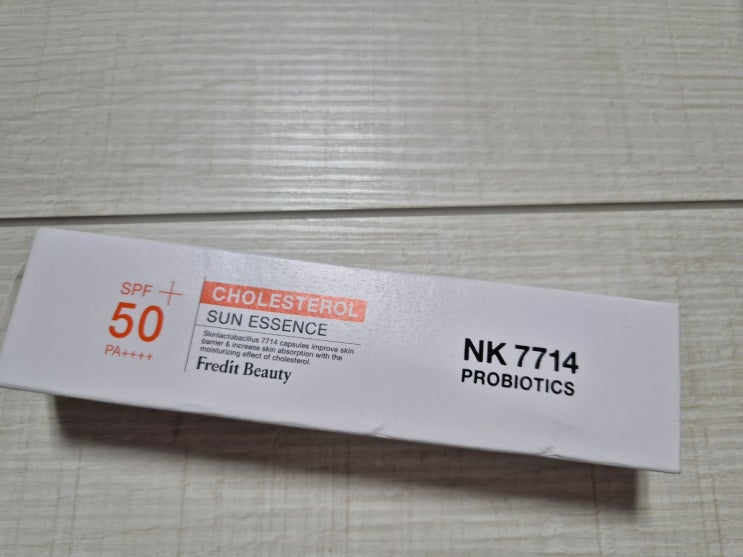 SPF +
50
PA++++
CHOLESTEROL
SUN ESSENCE
Skinlactobacillus 7714 capsules improve skin
barrier & increase skin absorption with the
moisturizing effect of cholesterol.
Fredit Beauty
NK 7714
PROBIOTICS